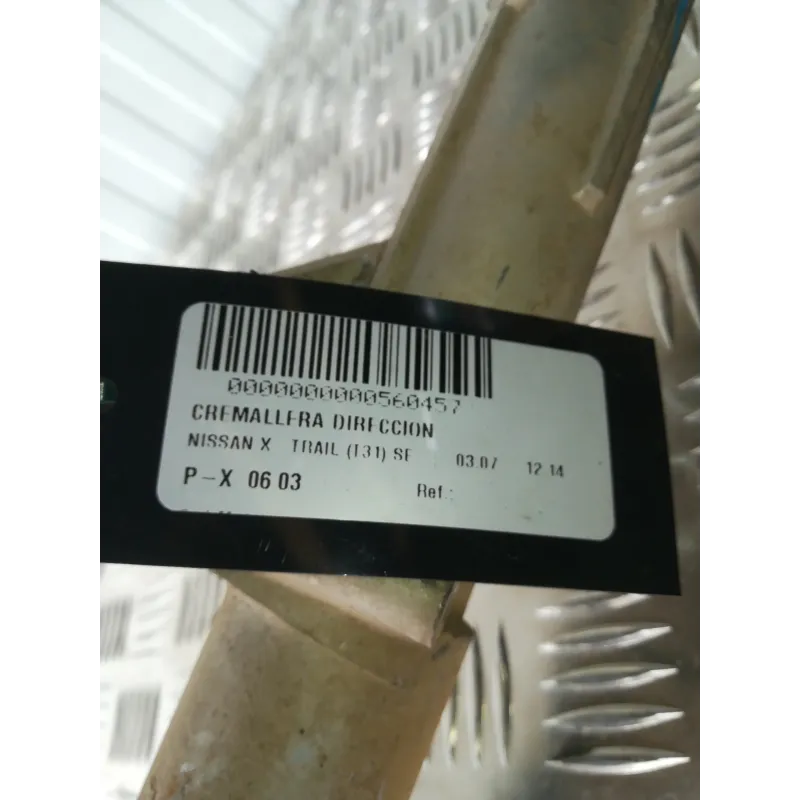 0000000000560457
CREMALLERA DIRECCION
NISSAN X TRAIL (T31) SE 03.07 12.14
P-X 06 03 Ref.: